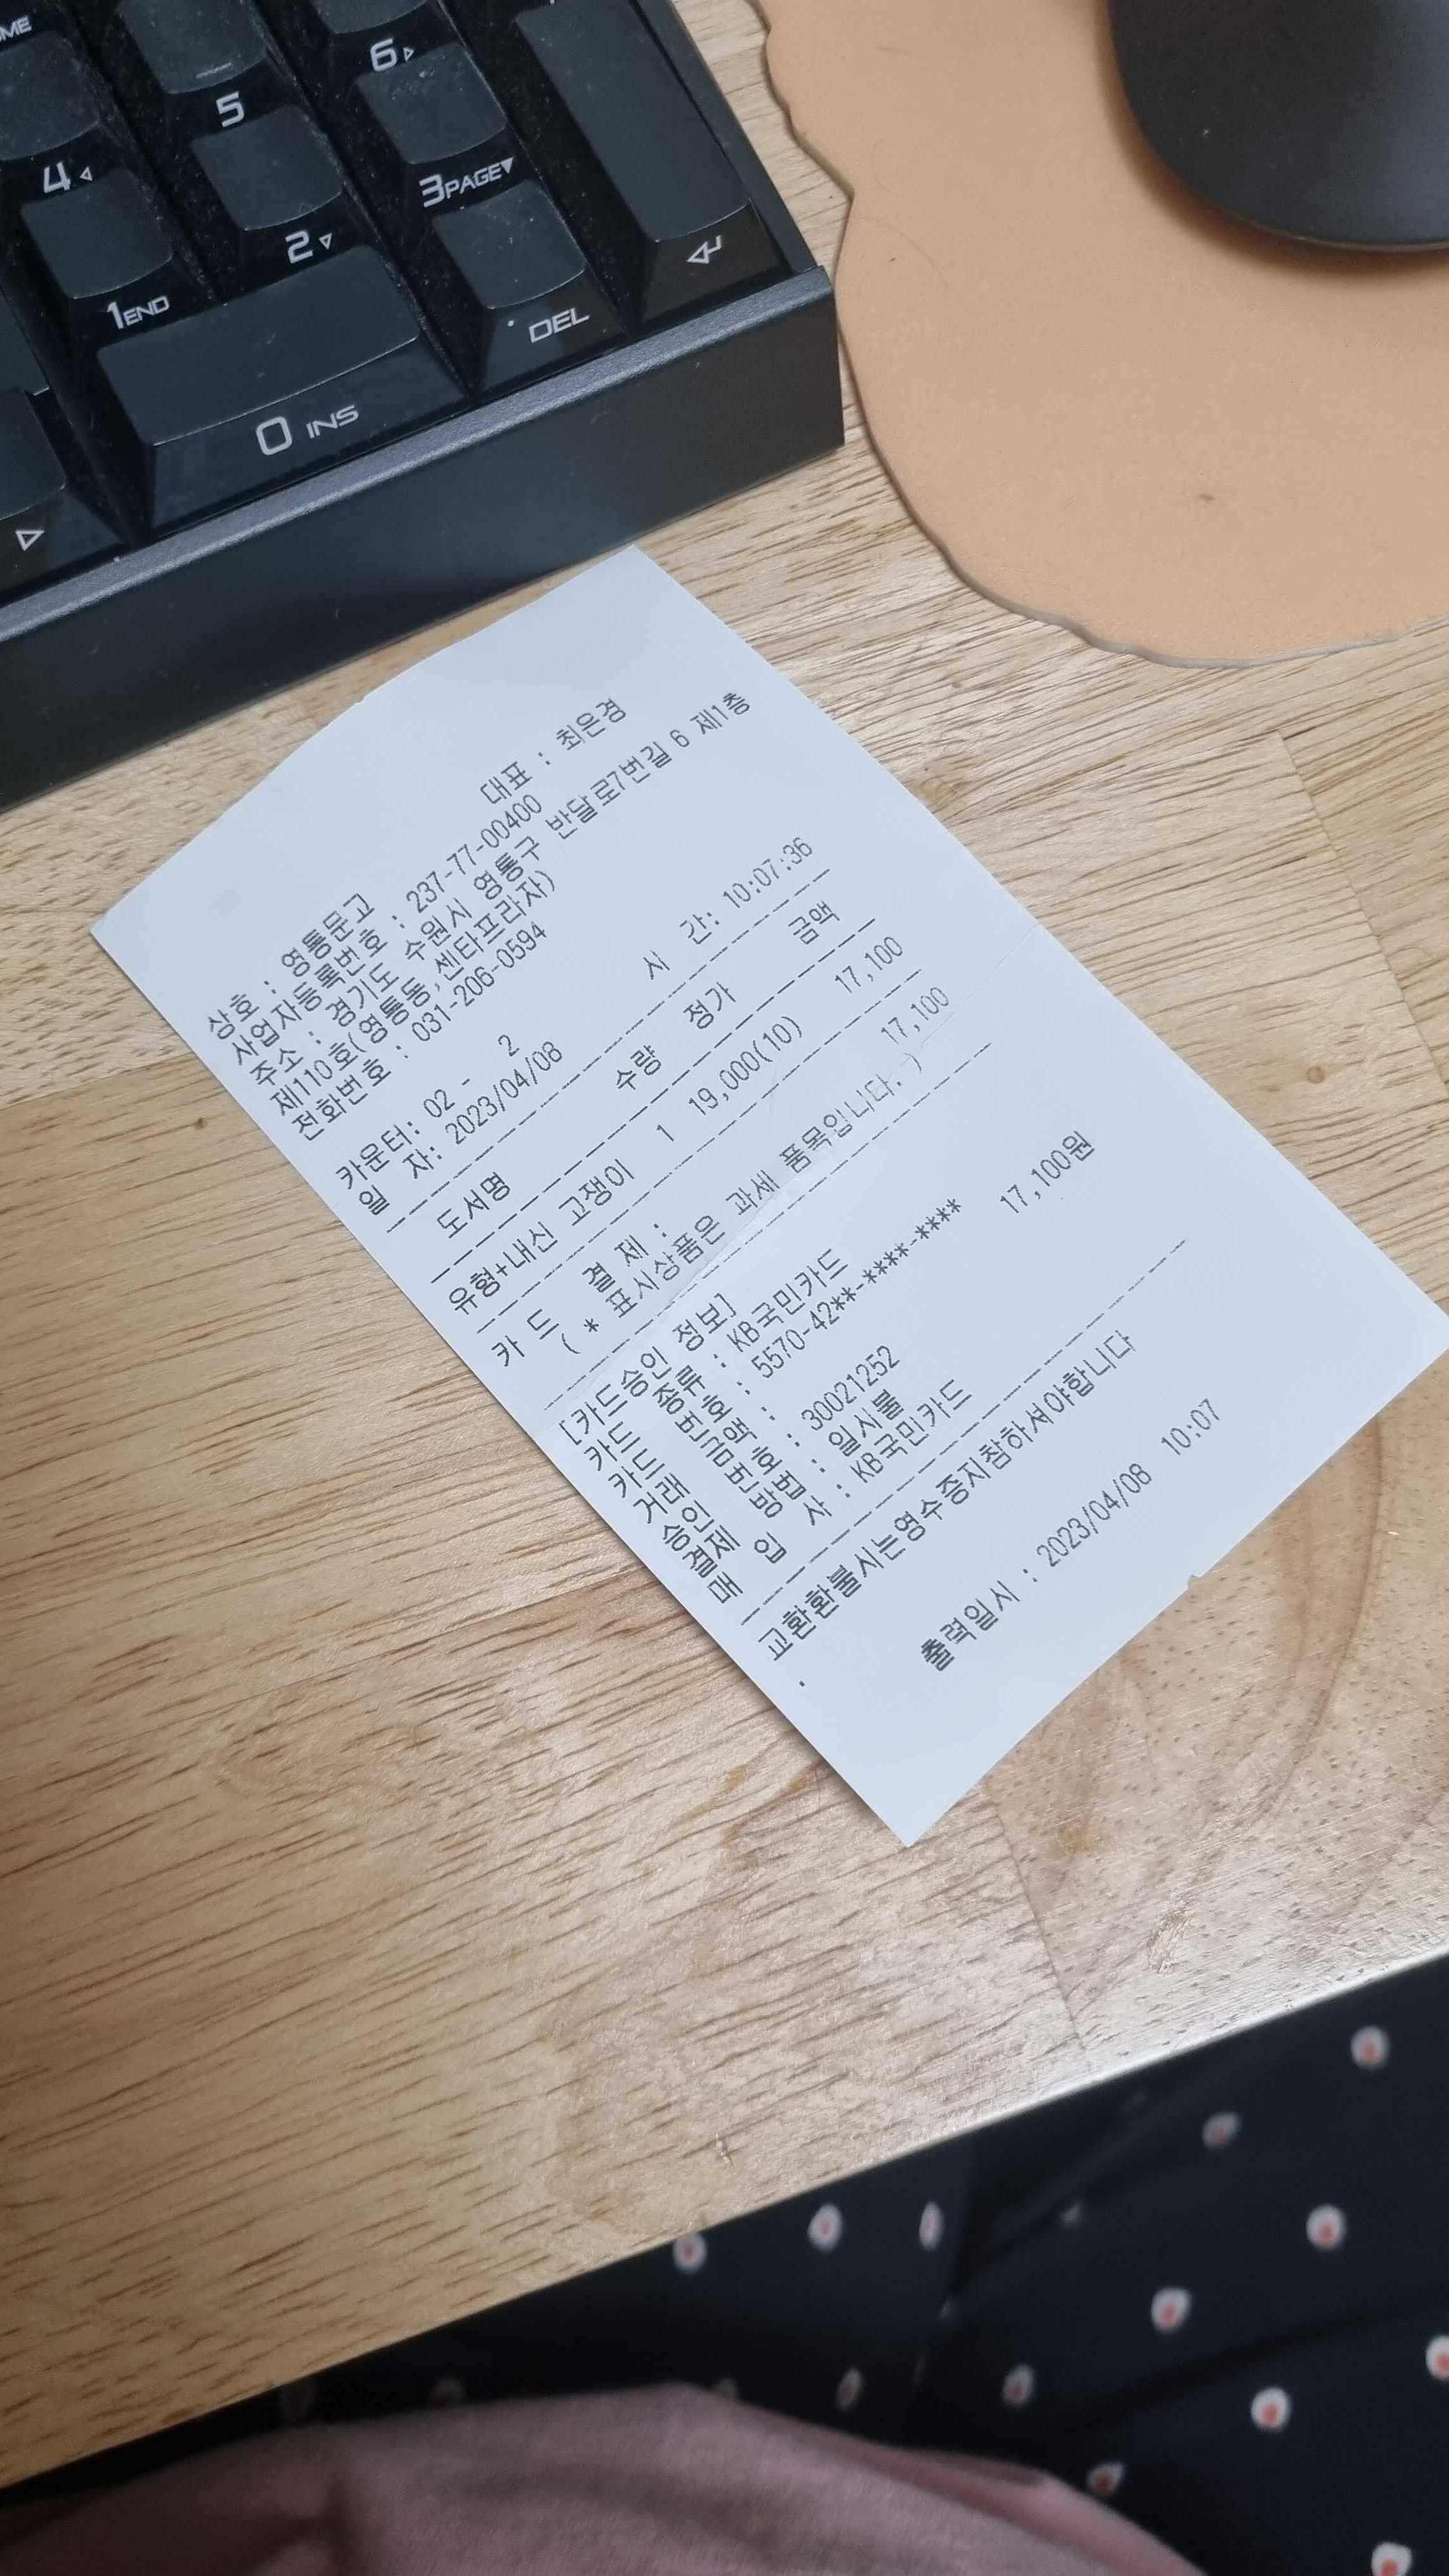 HOME
5
6
4
3PAGE
2
1END
DEL
0 INS
상호 : 영통문고 대표 : 최은경
사업자등록번호 : 237-77-00400
주소 : 경기도 수원시 영통구 반달로7번길 6 제1층
제110호(영통동,센타프라자)
전화번호 : 031-206-0594
카운터: 02 - 2
일 자: 2023/04/08 시 간: 10:07:36
도서명 수량 정가 금액
유형+내신 고쟁이 1 19,000(10) 17,100
카 드 결 제 : 17,100
( * 표시상품은 과세 품목입니다. )
[카드승인 정보]
카드 종류 : KB국민카드
카드 번호 : 5570-42**-****-****
거래 금액 : 17,100원
승인 번호 : 30021252
결제 방법 : 일시불
매 입 사 : KB국민카드
교환환불시는영수증지참하셔야합니다
.
출력일시 : 2023/04/08 10:07